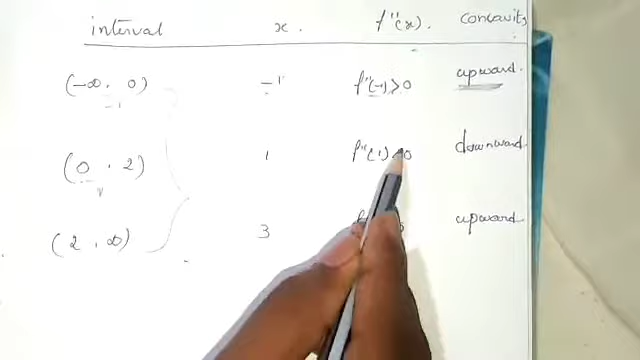 interval x. f''(x). concavity
(-∞, 0) -1 f''(-1)>0 upward.
(0, 2) 1 f''(1)<0 downward.
(2, ∞) 3 upward